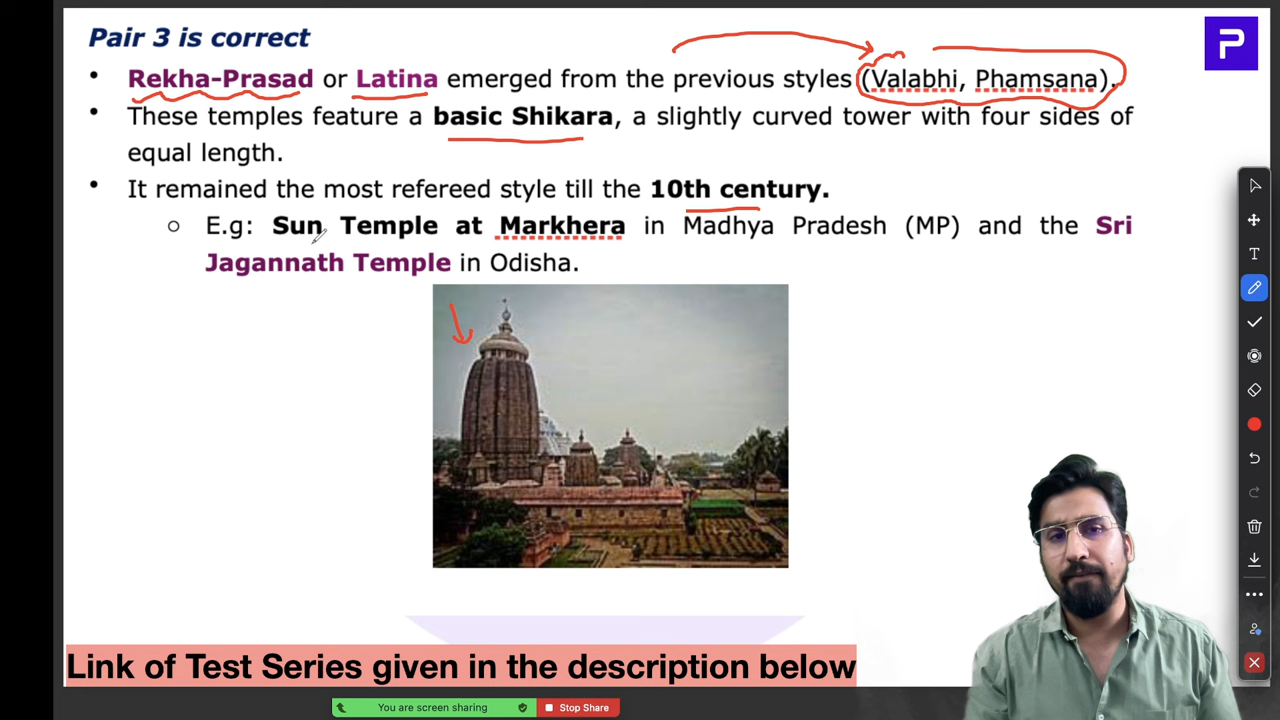 Pair 3 is correct
• Rekha-Prasad or Latina emerged from the previous styles (Valabhi, Phamsana).
• These temples feature a basic Shikara, a slightly curved tower with four sides of
equal length.
• It remained the most refereed style till the 10th century.
o E.g: Sun Temple at Markhera in Madhya Pradesh (MP) and the Sri
Jagannath Temple in Odisha.
Link of Test Series given in the description below
You are screen sharing
Stop Share
P
T